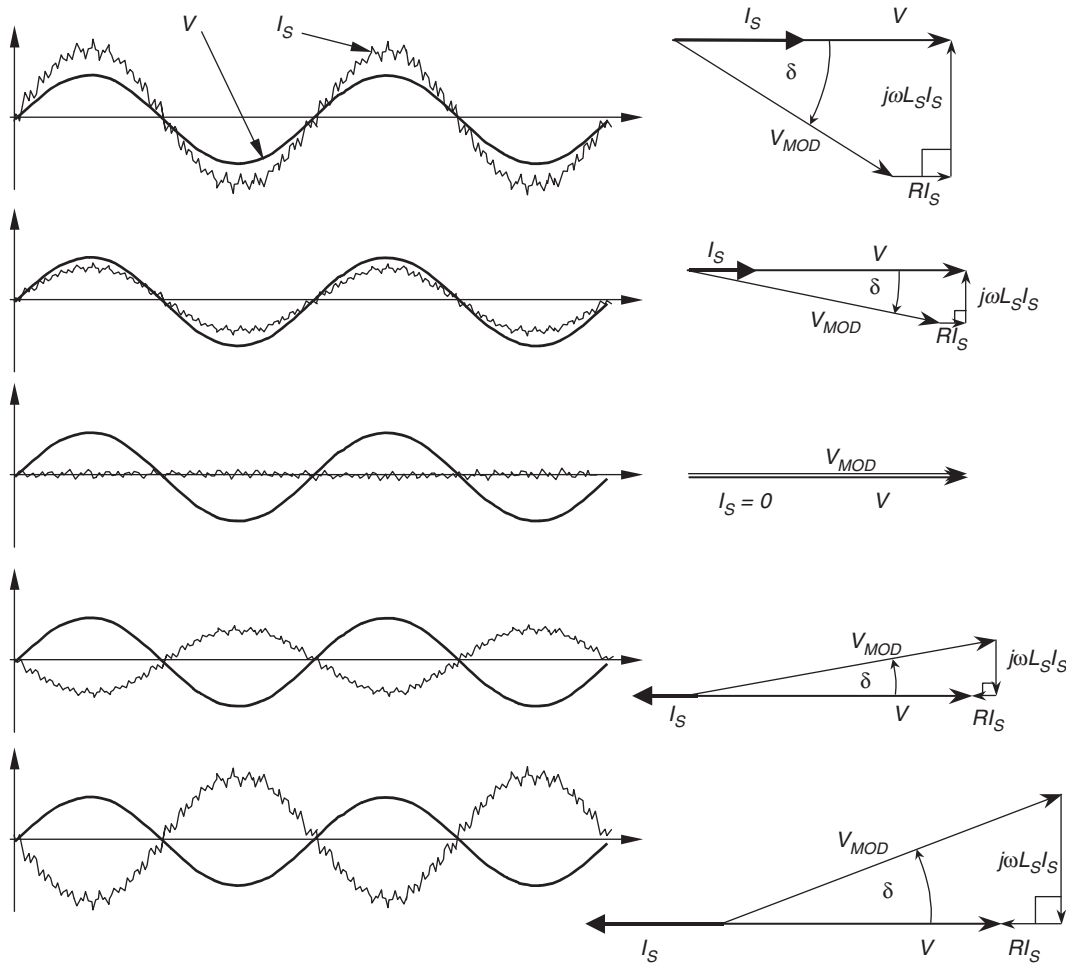 V I_S I_S V
δ
jωL_SI_S
V_MOD
RI_S
I_S V
δ
jωL_SI_S
V_MOD
RI_S
V_MOD
I_S = 0 V
V_MOD
jωL_SI_S
δ
I_S V RI_S
V_MOD
jωL_SI_S
δ
I_S V RI_S